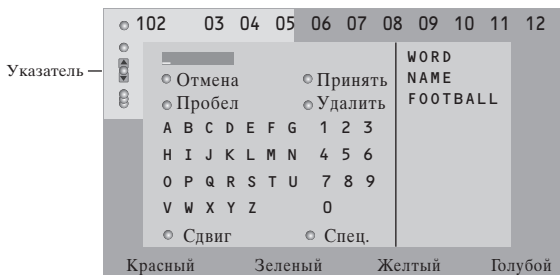 102 03 04 05 06 07 08 09 10 11 12
WORD
Указатель
NAME
Отмена Принять
FOOTBALL
Пробел Удалить
A B C D E F G 1 2 3
H I J K L M N 4 5 6
O P Q R S T U 7 8 9
V W X Y Z 0
Сдвиг Спец.
Красный Зеленый Желтый Голубой